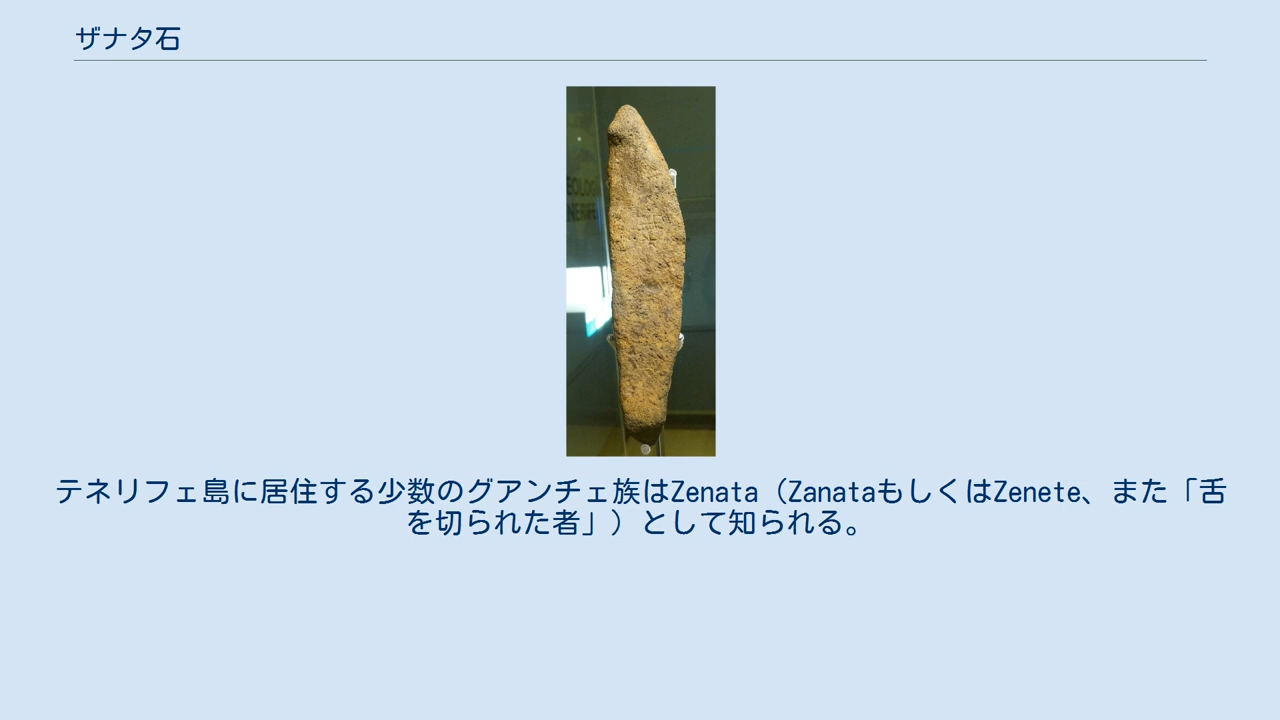 ザナタ石
テネリフェ島に居住する少数のグアンチェ族はZenata（ZanataもしくはZenete、また「舌
を切られた者」）として知られる。